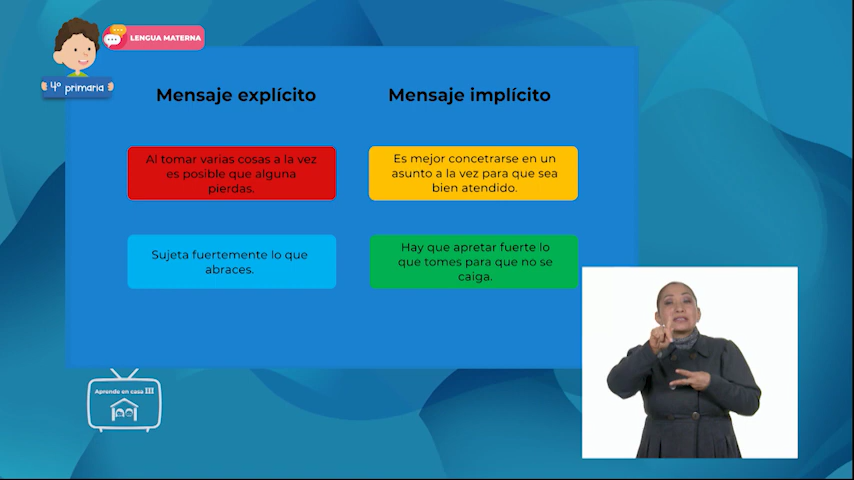 LENGUA MATERNA
4º primaria
Mensaje explícito
Mensaje implícito
Al tomar varias cosas a la vez
es posible que alguna
pierdas.
Es mejor concetrarse en un
asunto a la vez para que sea
bien atendido.
Sujeta fuertemente lo que
abraces.
Hay que apretar fuerte lo
que tomes para que no se
caiga.
Aprende en casa III